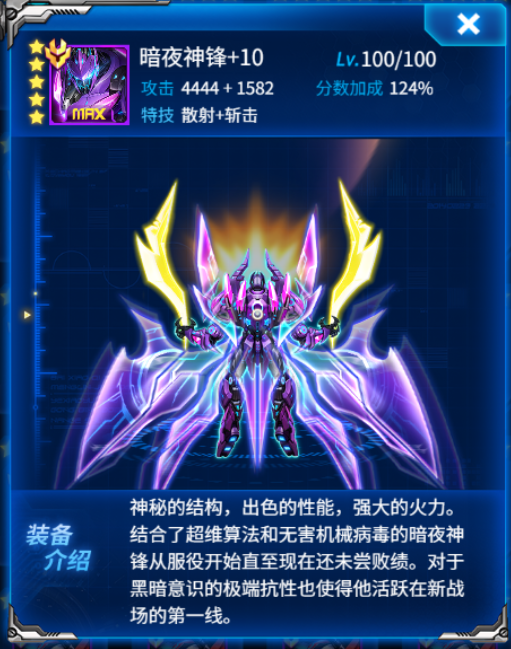 暗夜神锋+10
Lv.100/100
攻击 4444 + 1582 分数加成 124%
特技 散射+斩击
MAX
装备
介绍
神秘的结构，出色的性能，强大的火力。
结合了超维算法和无害机械病毒的暗夜神
锋从服役开始直至现在还未尝败绩。对于
黑暗意识的极端抗性也使得他活跃在新战
场的第一线。